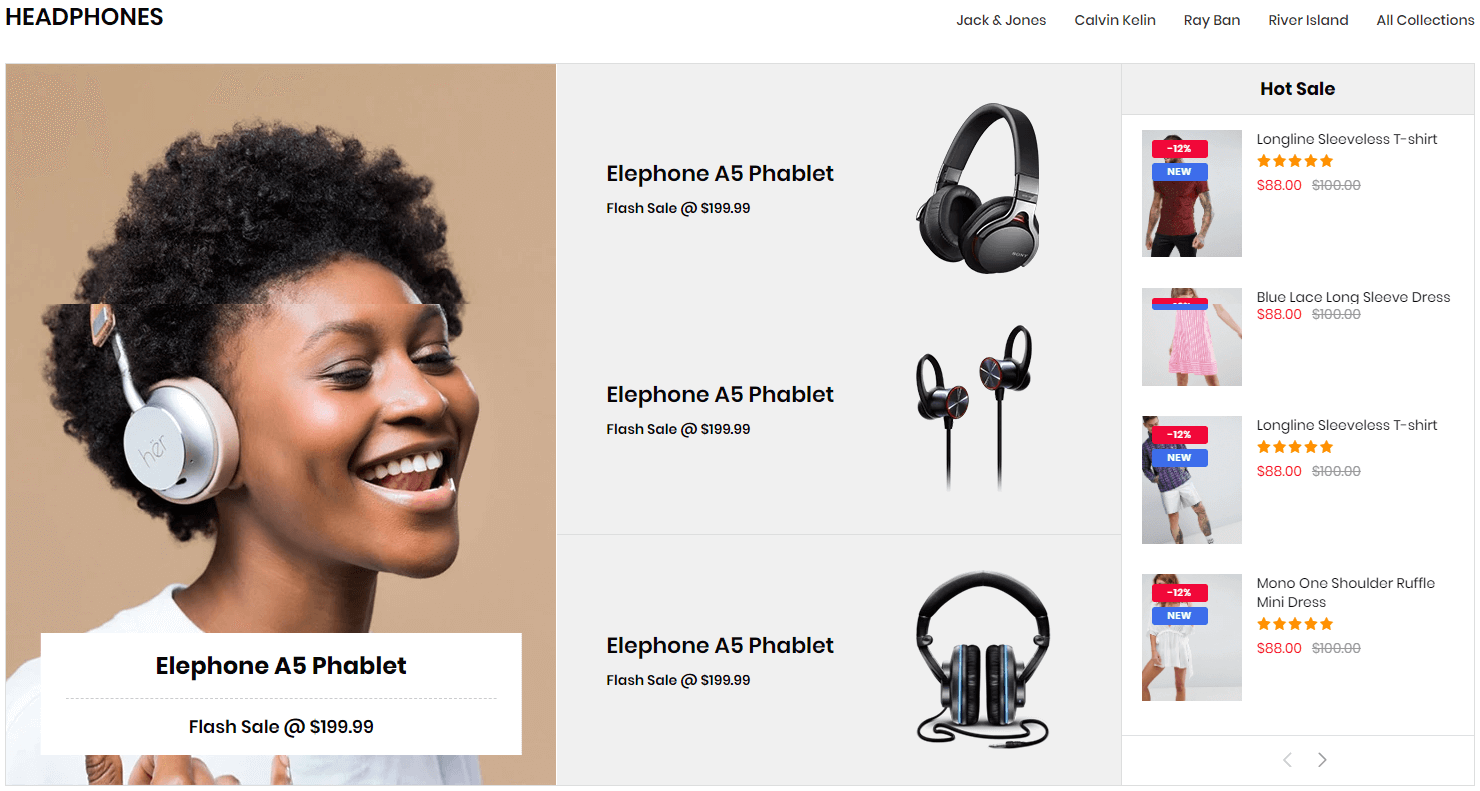 HEADPHONES
Jack & Jones Calvin Kelin Ray Ban River Island All Collections
hër
Elephone A5 Phablet
Flash Sale @ $199.99
Elephone A5 Phablet
Flash Sale @ $199.99
SONY
Elephone A5 Phablet
Flash Sale @ $199.99
Elephone A5 Phablet
Flash Sale @ $199.99
Hot Sale
-12%
NEW
Longline Sleeveless T-shirt
$88.00 $100.00
Blue Lace Long Sleeve Dress
$88.00 $100.00
-12%
NEW
Longline Sleeveless T-shirt
$88.00 $100.00
-12%
NEW
Mono One Shoulder Ruffle
Mini Dress
$88.00 $100.00